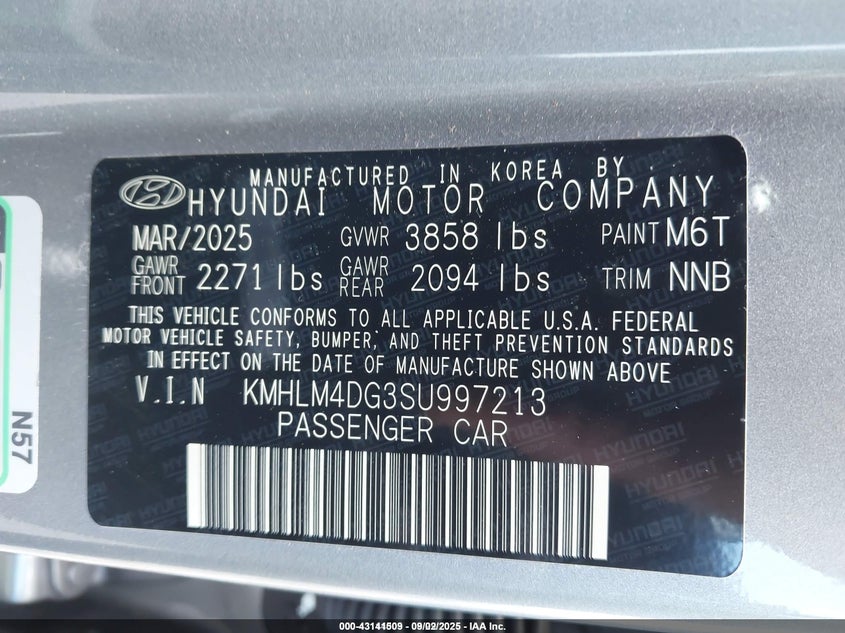 MANUFACTURED IN KOREA BY
HYUNDAI MOTOR COMPANY
MAR/2025 GVWR 3858 lbs PAINT M6T
GAWR FRONT 2271 lbs GAWR REAR 2094 lbs TRIM NNB
THIS VEHICLE CONFORMS TO ALL APPLICABLE U.S.A. FEDERAL
MOTOR VEHICLE SAFETY, BUMPER, AND THEFT PREVENTION STANDARDS
IN EFFECT ON THE DATE OF MANUFACTURE SHOWN ABOVE
V.I.N KMHLM4DG3SU997213
PASSENGER CAR
N57
HYUNDAI
MOTOR GROUP
000-43144509 - 09/02/2025 - IAA Inc.